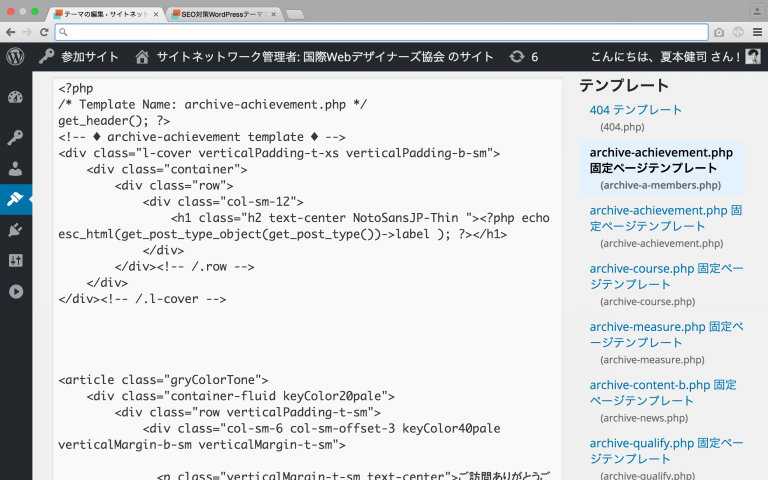 テーマの編集 ‹ サイトネット
SEO対策WordPressテーマ
参加サイト
サイトネットワーク管理者: 国際Webデザイナーズ協会 のサイト
6
こんにちは、夏本健司 さん !
<?php
/* Template Name: archive-achievement.php */
get_header(); ?>
<!-- ♦ archive-achievement template ♦ -->
<div class="l-cover verticalPadding-t-xs verticalPadding-b-sm">
<div class="container">
<div class="row">
<div class="col-sm-12">
<h1 class="h2 text-center NotoSansJP-Thin "><?php echo
esc_html(get_post_type_object(get_post_type())->label ); ?></h1>
</div>
</div><!-- /.row -->
</div>
</div><!-- /.l-cover -->
<article class="gryColorTone">
<div class="container-fluid keyColor20pale">
<div class="row verticalPadding-t-sm">
<div class="col-sm-6 col-sm-offset-3 keyColor40pale
verticalMargin-b-sm verticalMargin-t-sm">
<p class="verticalMargin-t-sm text-center">ご訪問ありがとうご
テンプレート
404 テンプレート
(404.php)
archive-achievement.php
固定ページテンプレート
(archive-a-members.php)
archive-achievement.php 固
定ページテンプレート
(archive-achievement.php)
archive-course.php 固定ペー
ジテンプレート
(archive-course.php)
archive-measure.php 固定ペ
ージテンプレート
(archive-measure.php)
archive-content-b.php 固定
ページテンプレート
(archive-news.php)
archive-qualify.php 固定ペー
ジテンプレート
(archive-qualify.php)